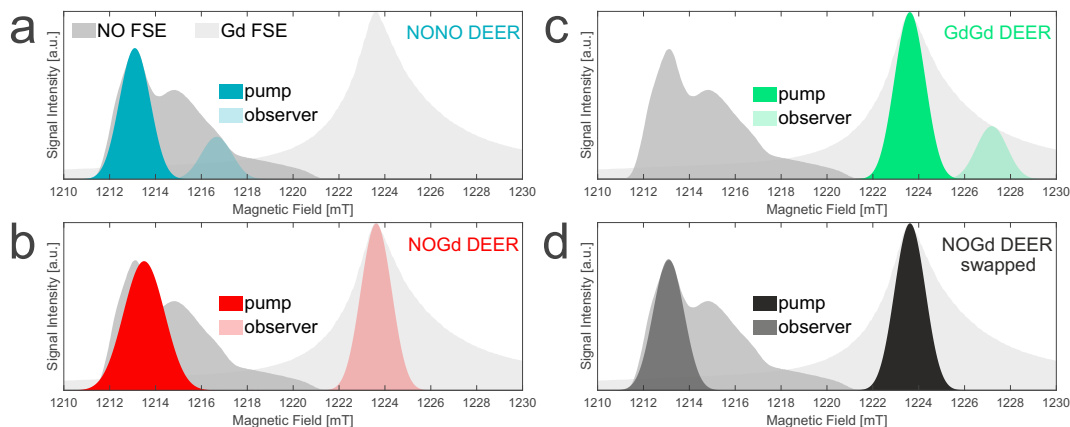 a
NO FSE
Gd FSE
NONO DEER
pump
observer
Signal Intensity [a.u.]
1210 1212 1214 1216 1218 1220 1222 1224 1226 1228 1230
Magnetic Field [mT]
c
GdGd DEER
pump
observer
Signal Intensity [a.u.]
1210 1212 1214 1216 1218 1220 1222 1224 1226 1228 1230
Magnetic Field [mT]
b
NOGd DEER
pump
observer
Signal Intensity [a.u.]
1210 1212 1214 1216 1218 1220 1222 1224 1226 1228 1230
Magnetic Field [mT]
d
NOGd DEER
swapped
pump
observer
Signal Intensity [a.u.]
1210 1212 1214 1216 1218 1220 1222 1224 1226 1228 1230
Magnetic Field [mT]